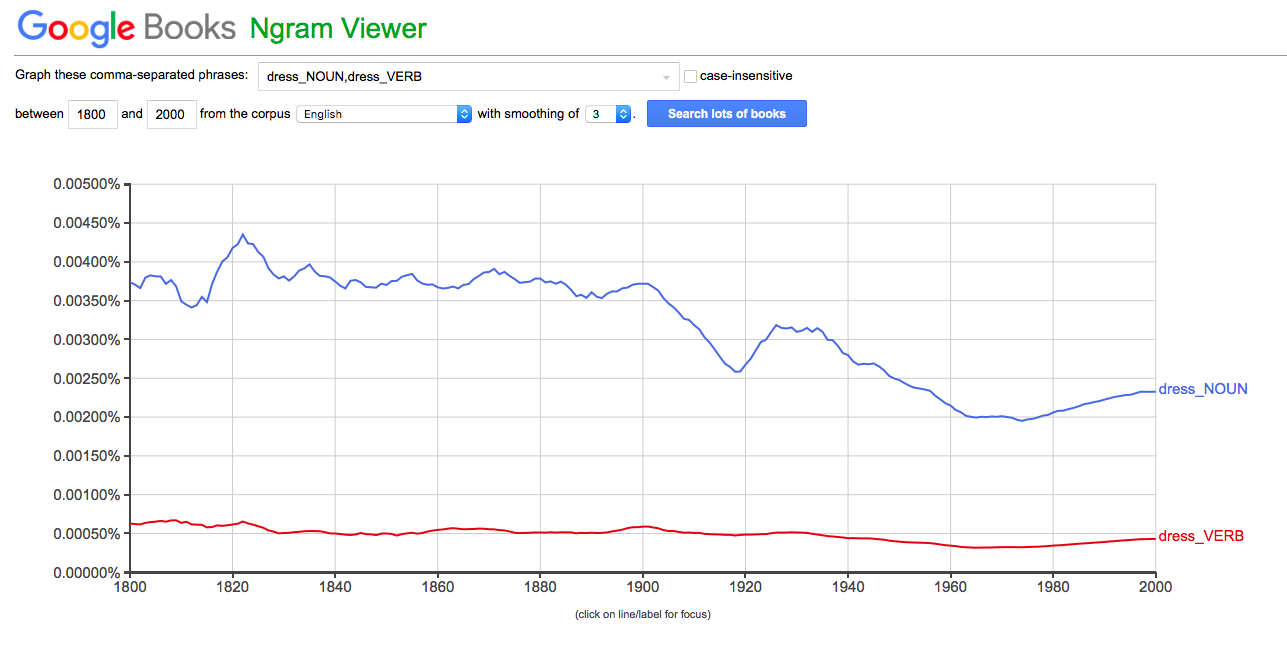 Google Books Ngram Viewer
Graph these comma-separated phrases: dress_NOUN,dress_VERB case-insensitive
between 1800 and 2000 from the corpus English with smoothing of 3 . Search lots of books
0.00500%
0.00450%
0.00400%
0.00350%
0.00300%
0.00250%
dress_NOUN
0.00200%
0.00150%
0.00100%
0.00050%
dress_VERB
0.00000%
1800 1820 1840 1860 1880 1900 1920 1940 1960 1980 2000
(click on line/label for focus)